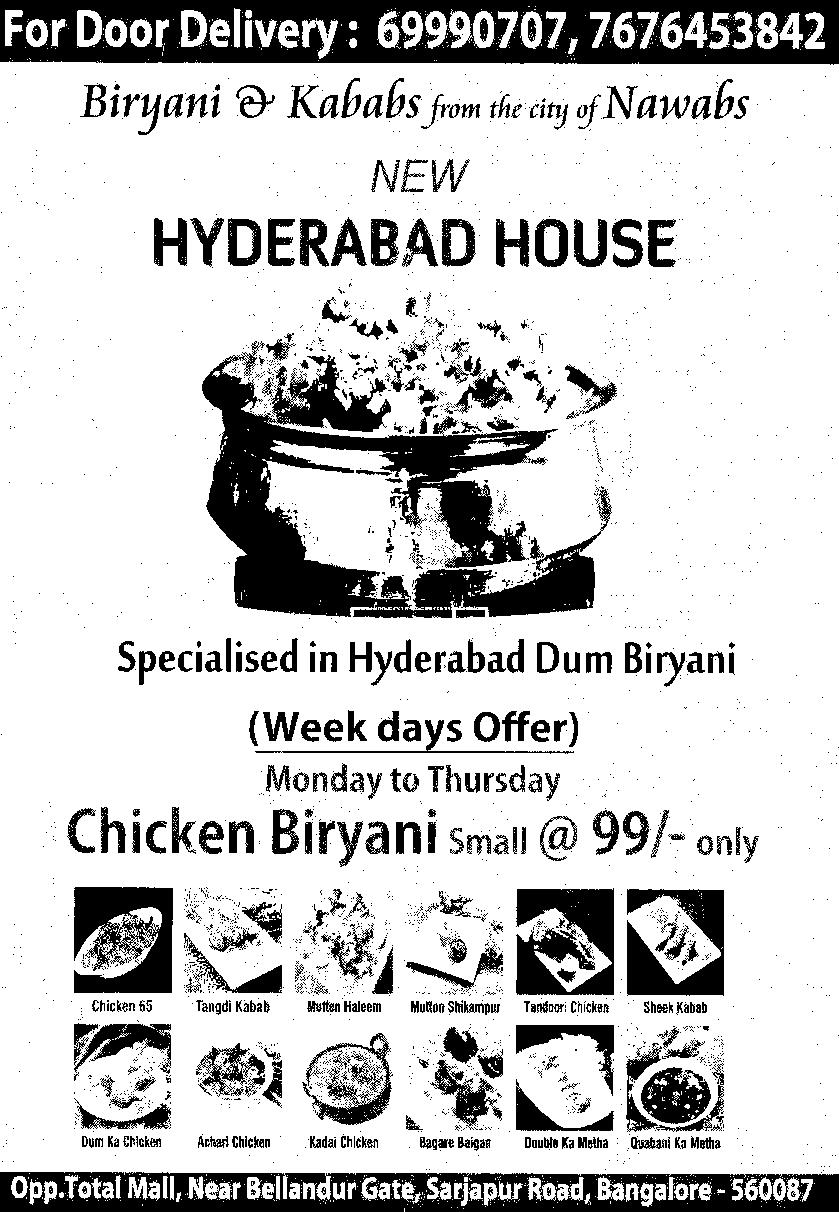 For Door Delivery : 69990707, 7676453842
Biryani & Kababs from the city of Nawabs
NEW
HYDERABAD HOUSE
Specialised in Hyderabad Dum Biryani
(Week days Offer)
Monday to Thursday
Chicken Biryani Small @ 99/- only
Chicken 65 Tangdi Kabab Mutton Haleem Mutton Shikampur Tandoori Chicken Sheek Kabab
Dum Ka Chicken Achari Chicken Kadai Chicken Bagare Baigan Double Ka Metha Quabani Ka Metha
Opp.Total Mall, Near Bellandur Gate, Sarjapur Road, Bangalore - 560087